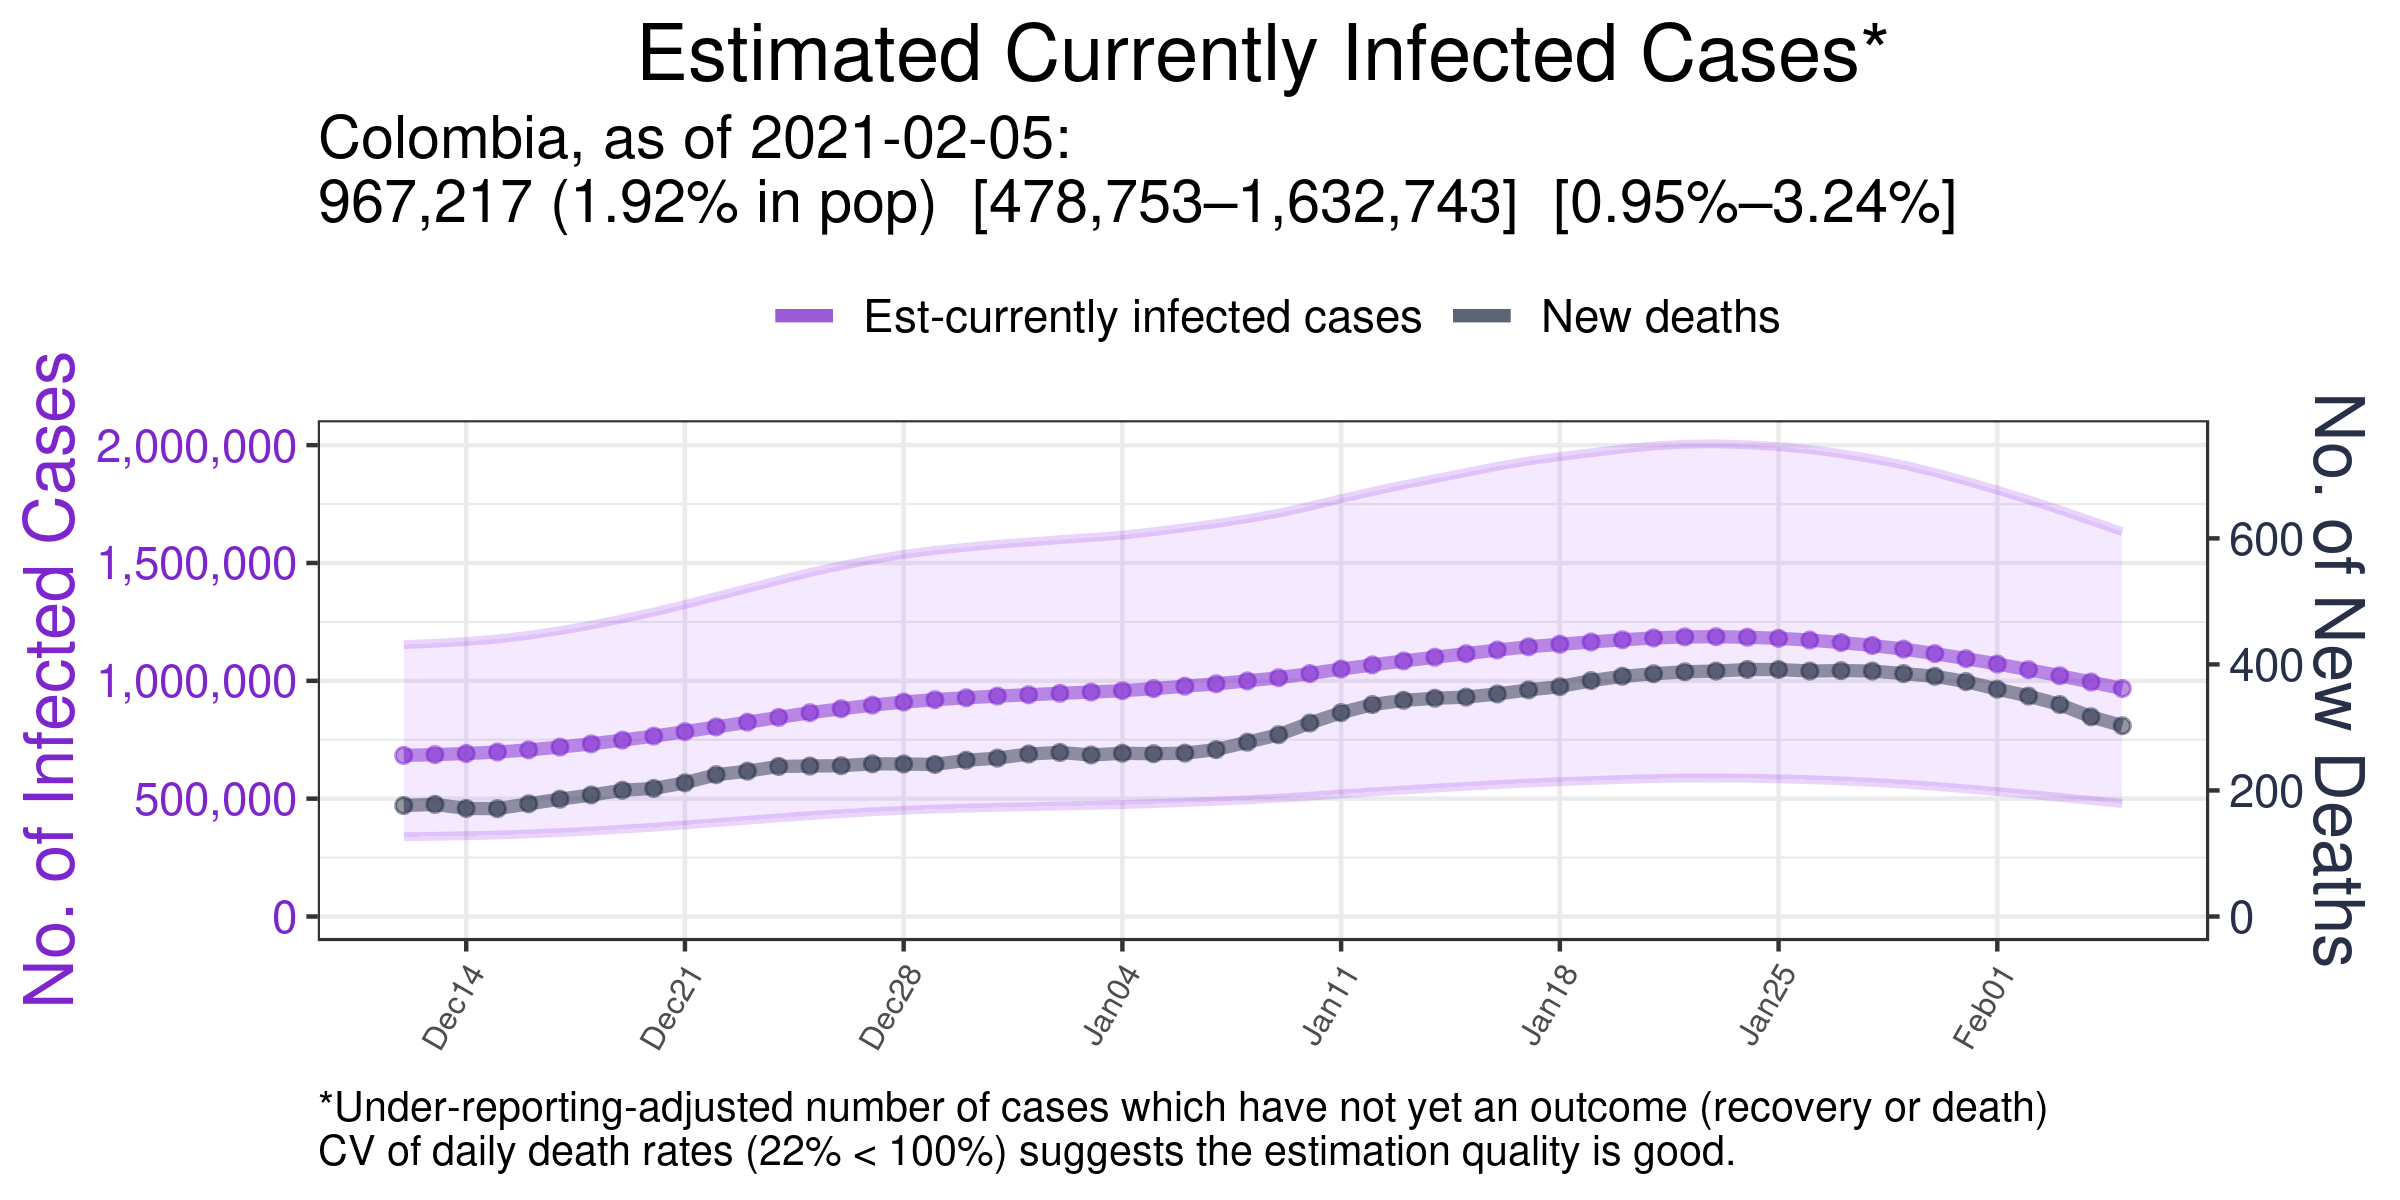 Estimated Currently Infected Cases*
Colombia, as of 2021-02-05:
967,217 (1.92% in pop)  [478,753–1,632,743]  [0.95%–3.24%]
Est-currently infected cases
New deaths
No. of Infected Cases
2,000,000
1,500,000
1,000,000
500,000
0
No. of New Deaths
600
400
200
0
Dec14
Dec21
Dec28
Jan04
Jan11
Jan18
Jan25
Feb01
*Under-reporting-adjusted number of cases which have not yet an outcome (recovery or death)
CV of daily death rates (22% < 100%) suggests the estimation quality is good.